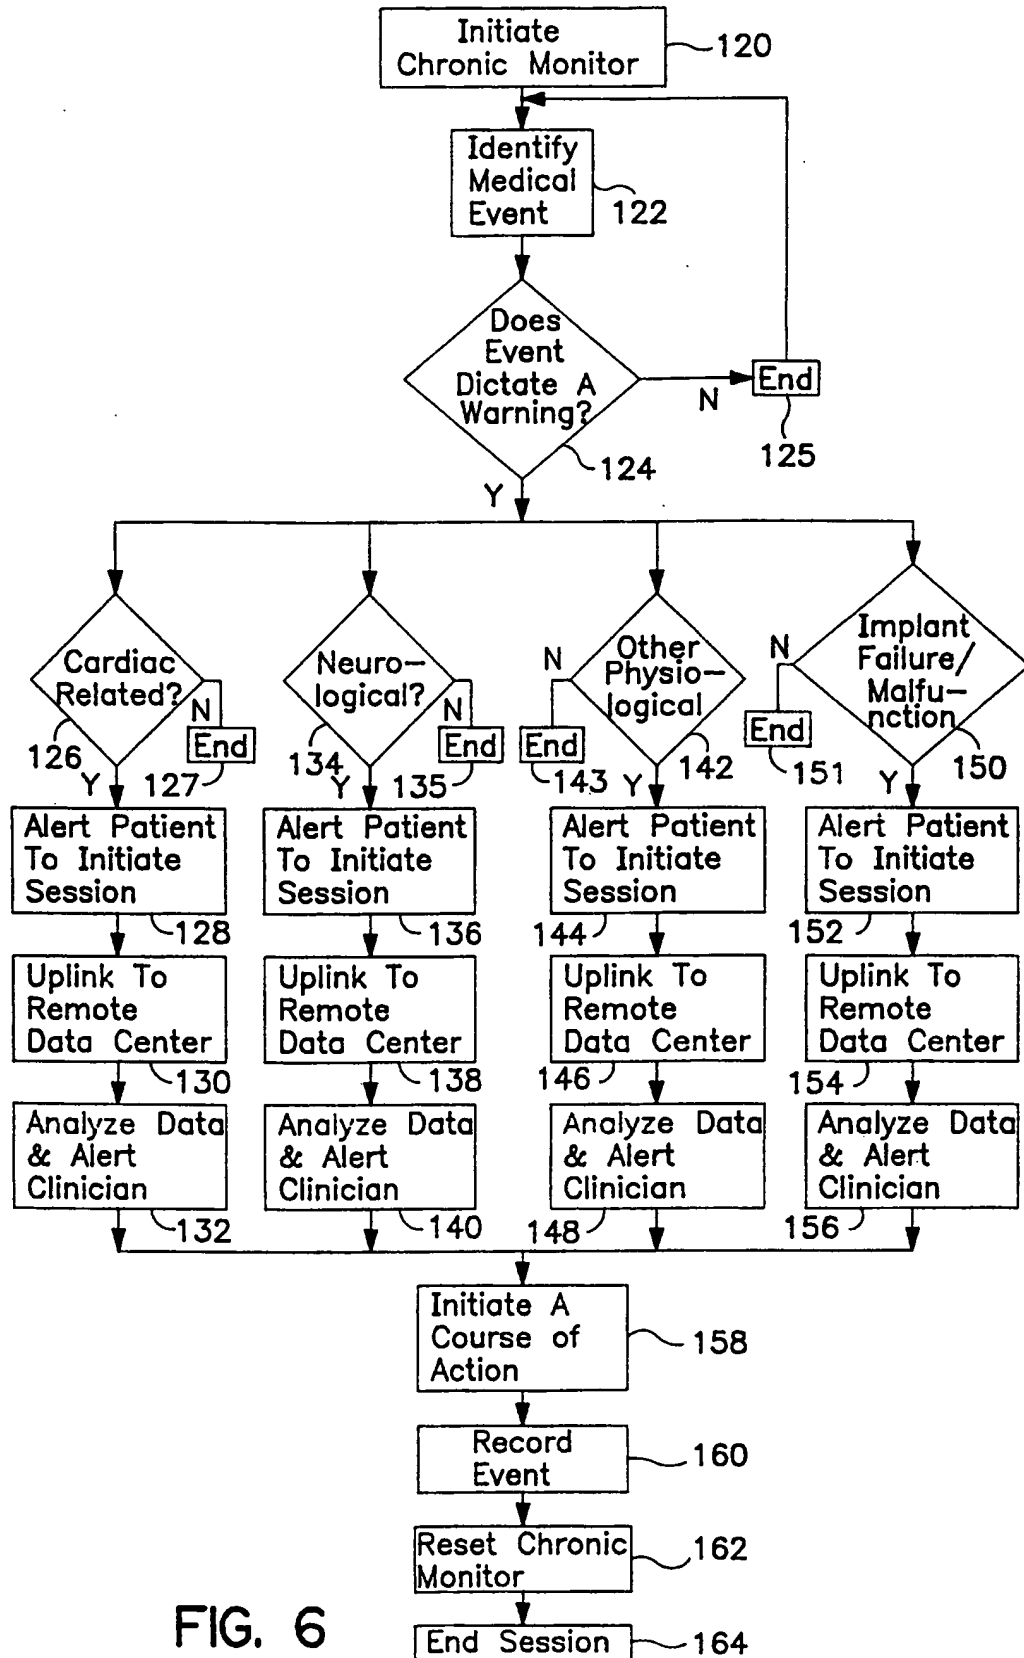 Initiate
Chronic Monitor
120
Identify
Medical
Event
122
Does
Event
Dictate A
Warning?
124
N
End
125
Y
Cardiac
Related?
126
N
End
127
Y
Neuro-
logical?
134
N
End
135
Y
Other
Physio-
logical
142
N
End
143
Y
Implant
Failure/
Malfu-
nction
150
N
End
151
Y
Alert Patient
To Initiate
Session
128
Alert Patient
To Initiate
Session
136
Alert Patient
To Initiate
Session
144
Alert Patient
To Initiate
Session
152
Uplink To
Remote
Data Center
130
Uplink To
Remote
Data Center
138
Uplink To
Remote
Data Center
146
Uplink To
Remote
Data Center
154
Analyze Data
& Alert
Clinician
132
Analyze Data
& Alert
Clinician
140
Analyze Data
& Alert
Clinician
148
Analyze Data
& Alert
Clinician
156
Initiate A
Course of
Action
158
Record
Event
160
Reset Chronic
Monitor
162
End Session
164
FIG. 6